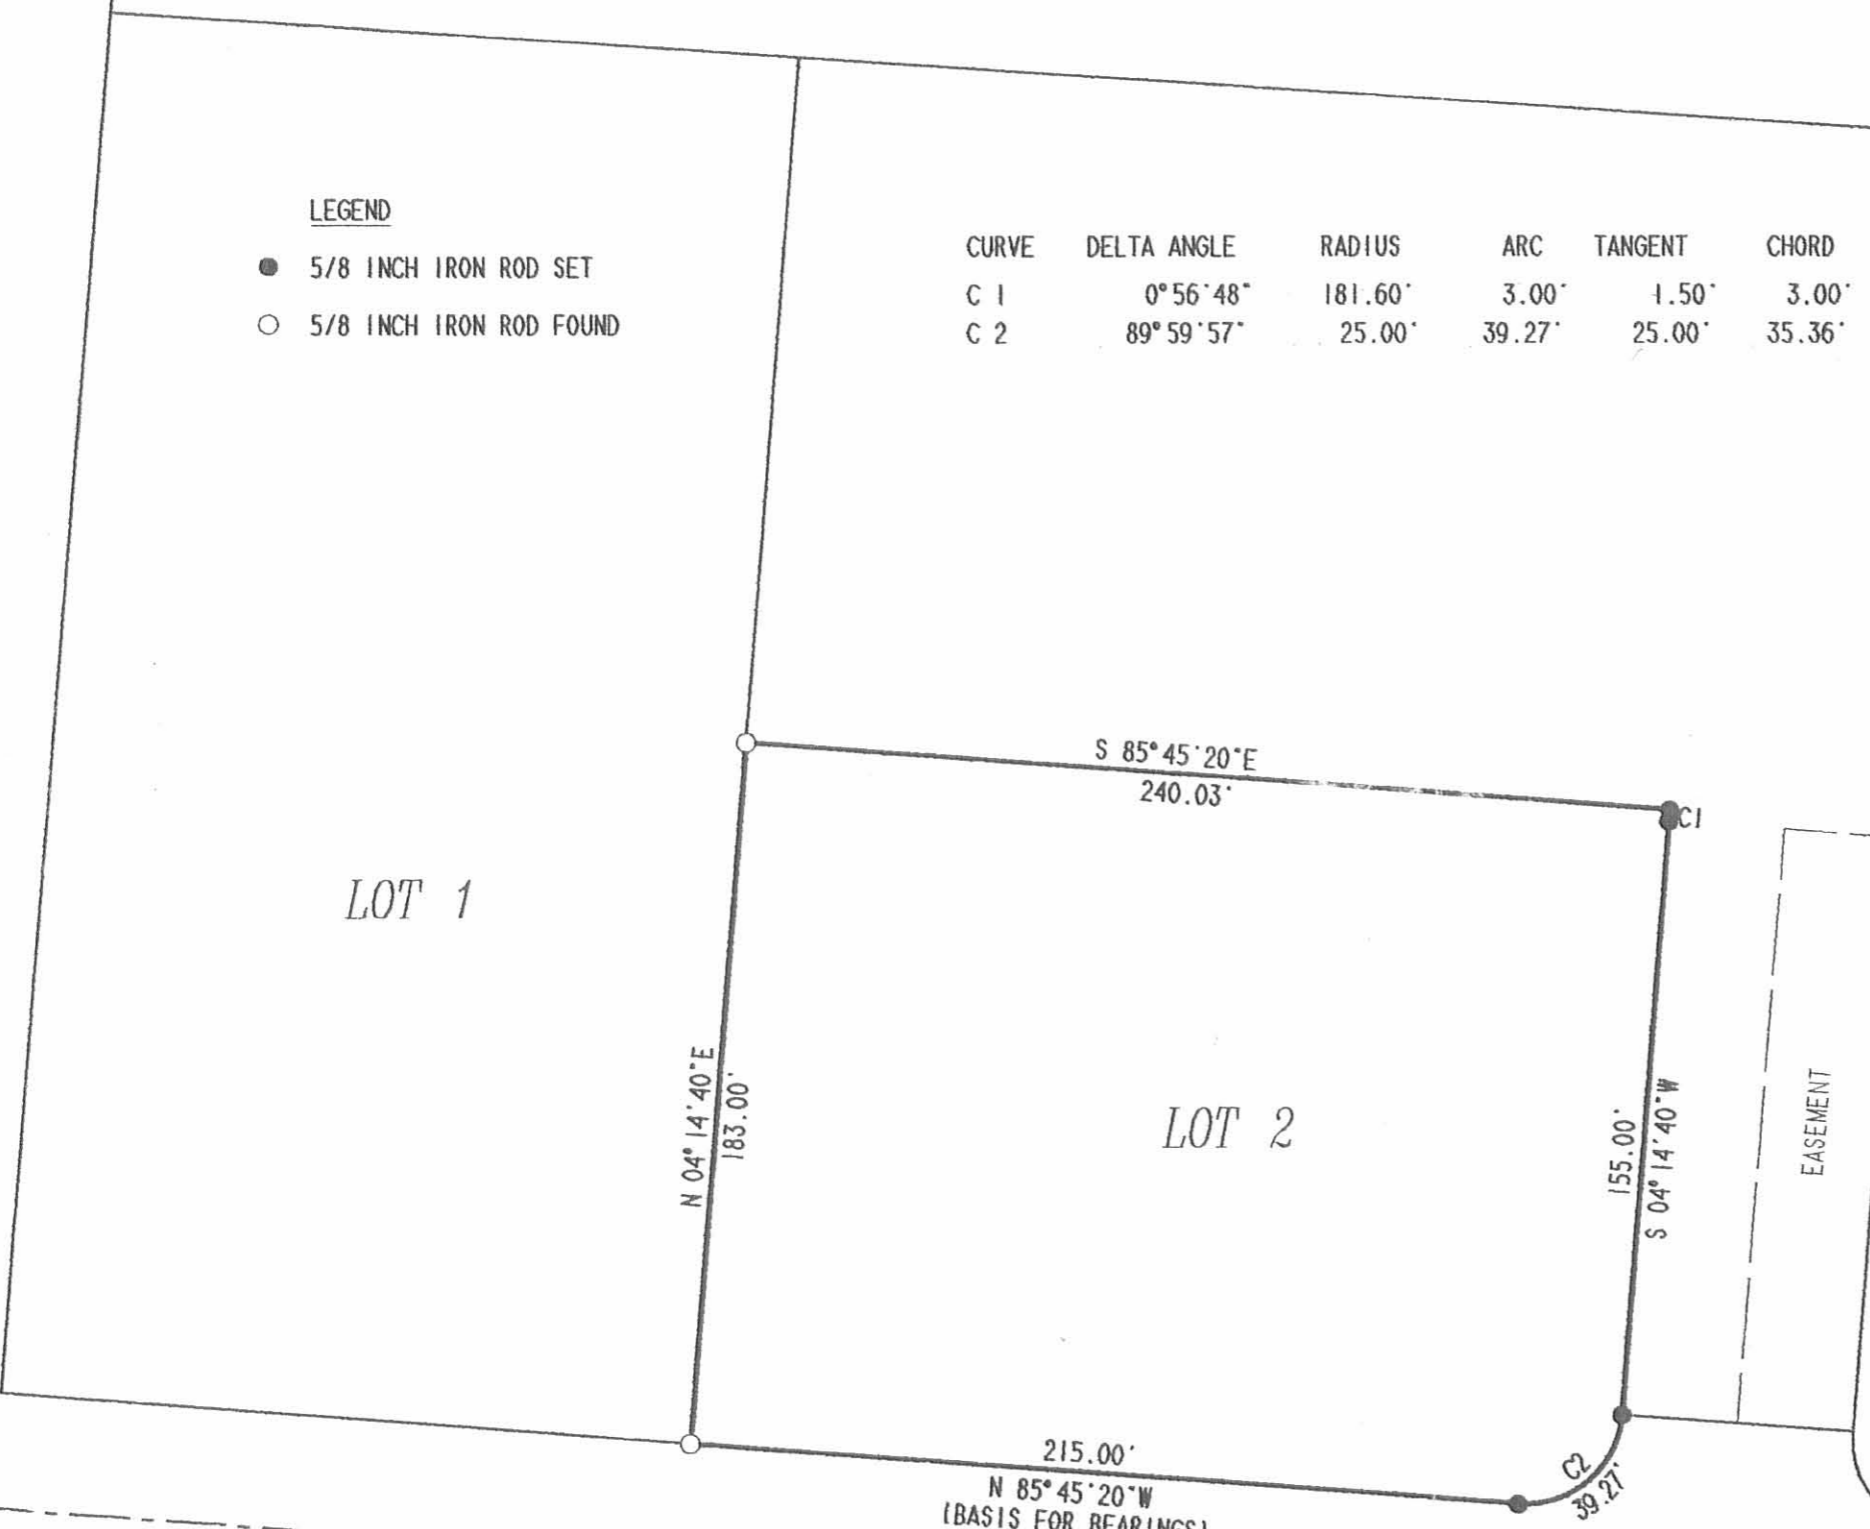 LEGEND
● 5/8 INCH IRON ROD SET
○ 5/8 INCH IRON ROD FOUND
CURVE DELTA ANGLE RADIUS ARC TANGENT CHORD
C 1 0°56'48" 181.60' 3.00' 1.50' 3.00'
C 2 89°59'57" 25.00' 39.27' 25.00' 35.36'
S 85°45'20"E
240.03'
C1
LOT 1
N 04°14'40"E
183.00'
LOT 2
155.00'
S 04°14'40"W
EASEMENT
215.00'
N 85°45'20"W
(BASIS FOR BEARINGS)
C2
39.27'